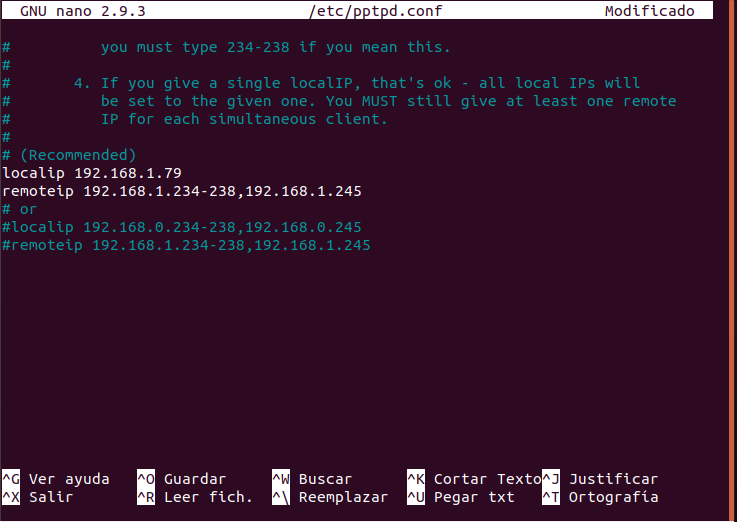 GNU nano 2.9.3 /etc/pptpd.conf Modificado
# you must type 234-238 if you mean this.
#
# 4. If you give a single localIP, that's ok - all local IPs will
# be set to the given one. You MUST still give at least one remote
# IP for each simultaneous client.
#
# (Recommended)
localip 192.168.1.79
remoteip 192.168.1.234-238,192.168.1.245
# or
#localip 192.168.0.234-238,192.168.0.245
#remoteip 192.168.1.234-238,192.168.1.245
^G Ver ayuda ^O Guardar ^W Buscar ^K Cortar Texto ^J Justificar
^X Salir ^R Leer fich. ^\ Reemplazar ^U Pegar txt ^T Ortografía